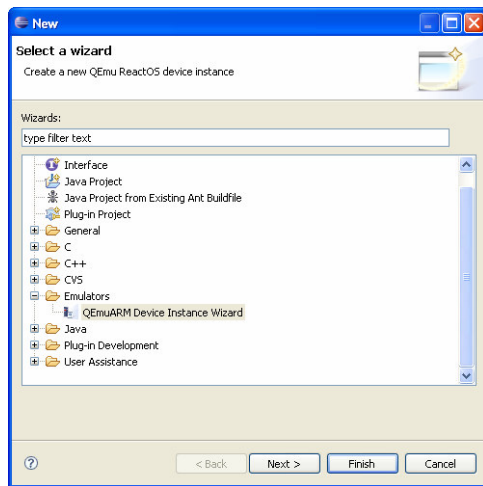 New
Select a wizard
Create a new QEmu ReactOS device instance
Wizards:
type filter text
Interface
Java Project
Java Project from Existing Ant Buildfile
Plug-in Project
General
C
C++
CVS
Emulators
QEmuARM Device Instance Wizard
Java
Plug-in Development
User Assistance
? < Back Next > Finish Cancel